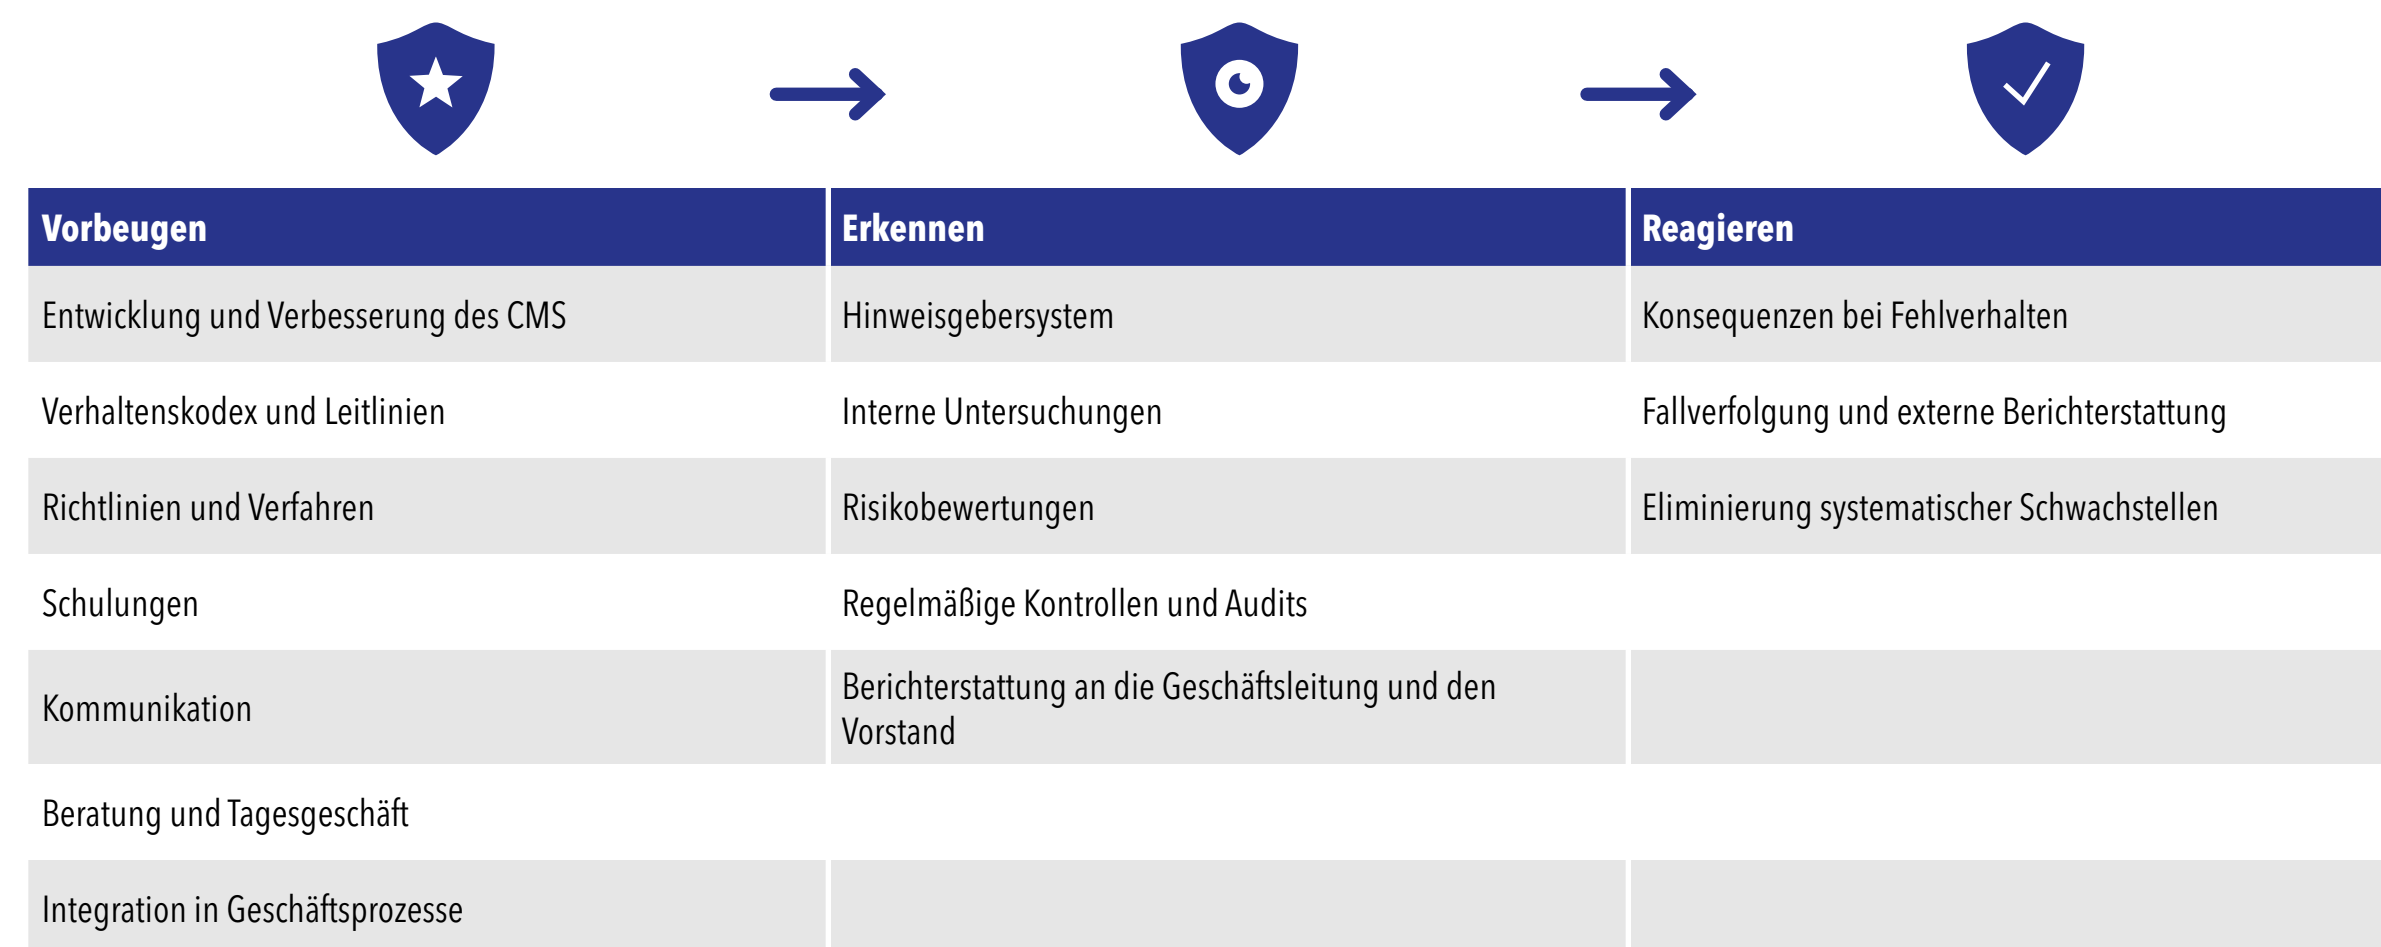 Vorbeugen
Erkennen
Reagieren
Entwicklung und Verbesserung des CMS
Hinweisgebersystem
Konsequenzen bei Fehlverhalten
Verhaltenskodex und Leitlinien
Interne Untersuchungen
Fallverfolgung und externe Berichterstattung
Richtlinien und Verfahren
Risikobewertungen
Eliminierung systematischer Schwachstellen
Schulungen
Regelmäßige Kontrollen und Audits
Kommunikation
Berichterstattung an die Geschäftsleitung und den
Vorstand
Beratung und Tagesgeschäft
Integration in Geschäftsprozesse